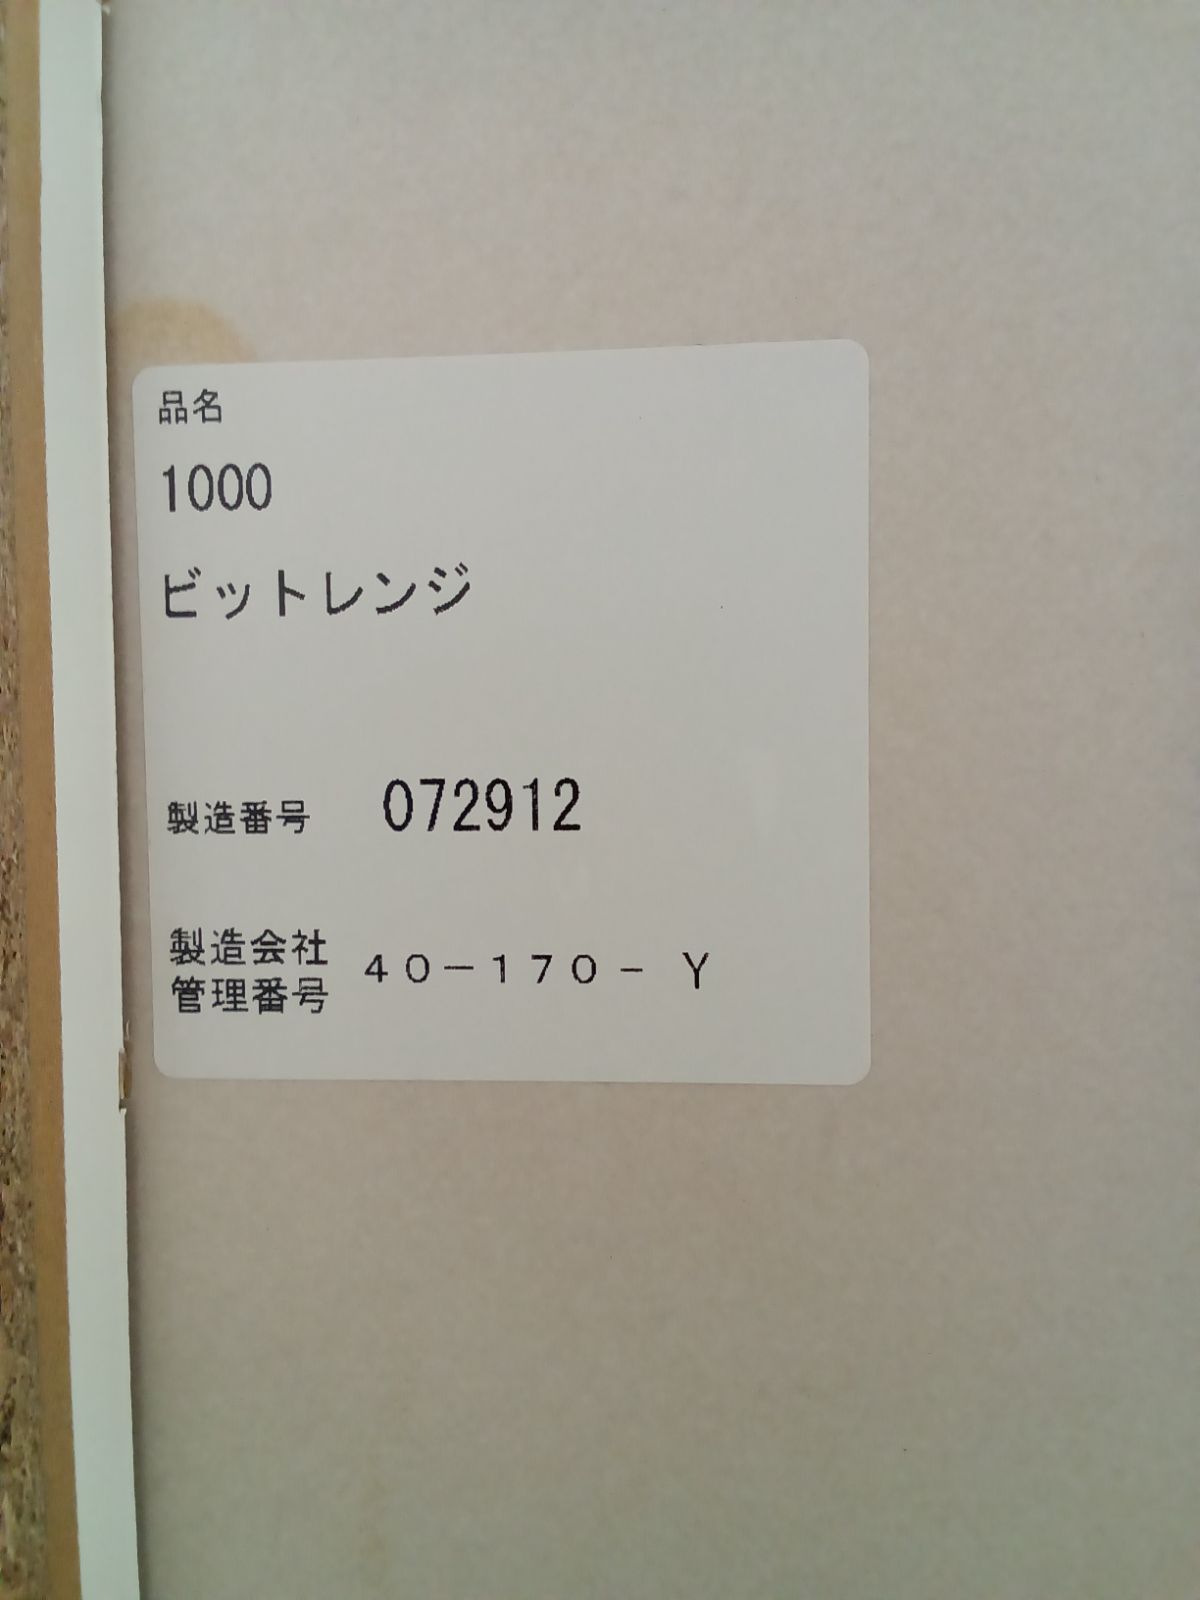 品名
1000
ビットレンジ
製造番号 072912
製造会社
管理番号 40-170- Y